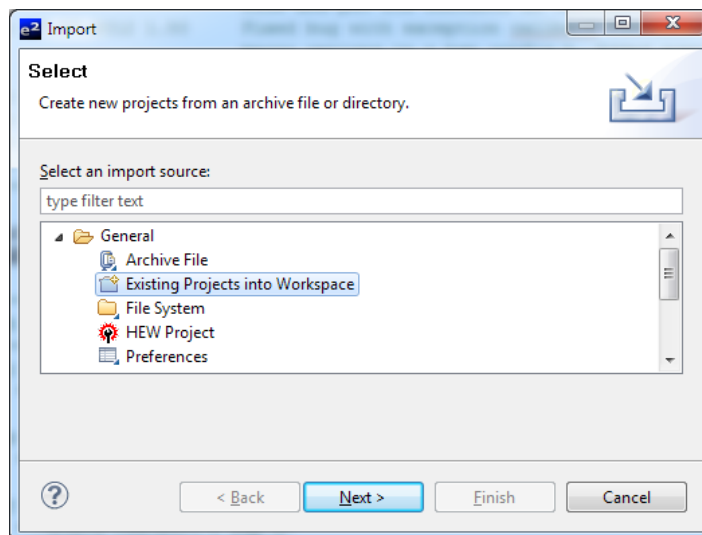 e² Import
Select
Create new projects from an archive file or directory.
Select an import source:
type filter text
General
Archive File
Existing Projects into Workspace
File System
HEW Project
Preferences
?
< Back Next > Finish Cancel